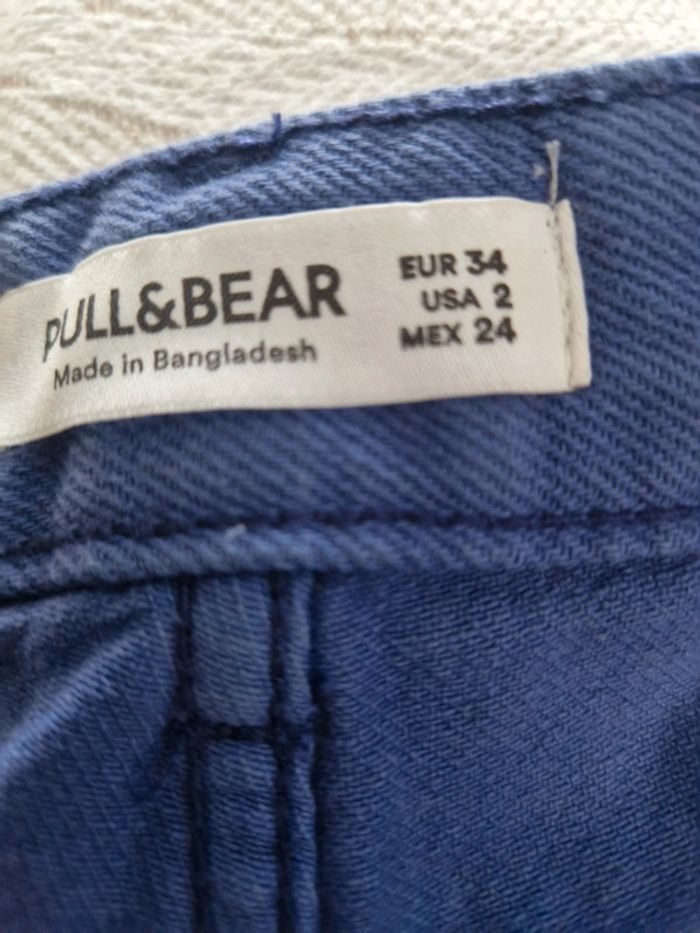 PULL&BEAR
Made in Bangladesh
EUR 34
USA 2
MEX 24